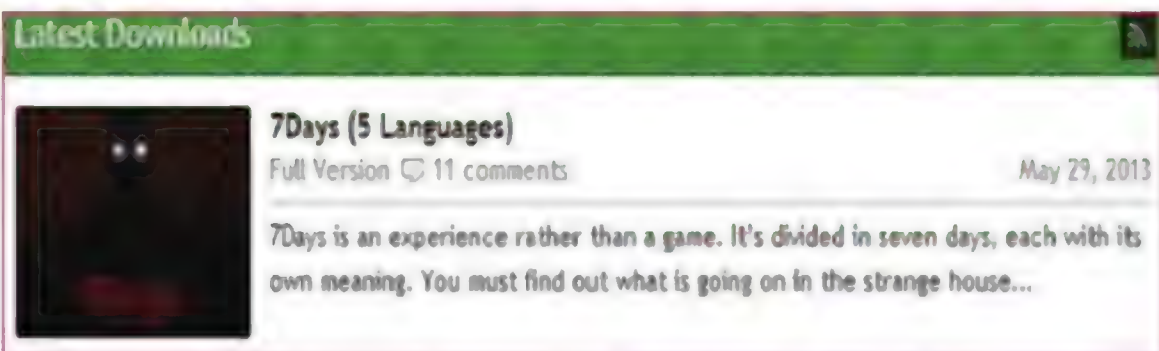 Latest Downloads
7Days (5 Languages)
Full Version 11 comments
May 29, 2013
7Days is an experience rather than a game. It's divided in seven days, each with its
own meaning. You must find out what is going on in the strange house...